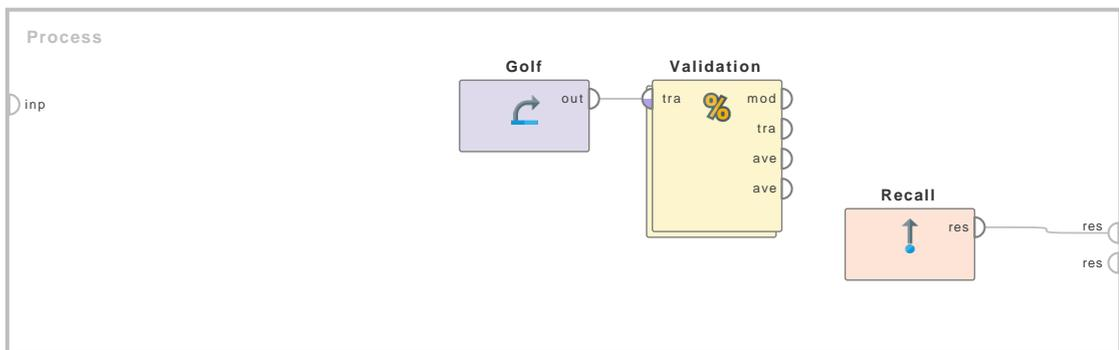 Process
inp
Golf
out
Validation
tra
mod
tra
ave
ave
Recall
res
res
res